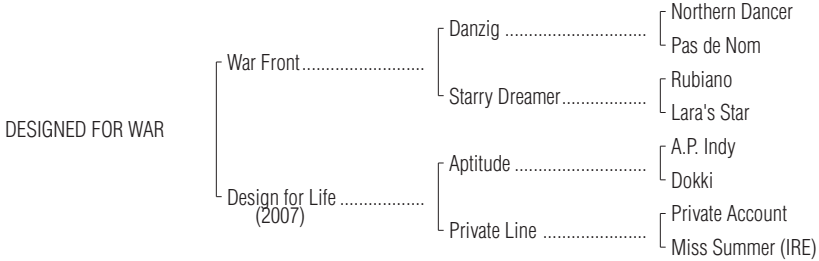 Northern Dancer
Danzig ..............................
Pas de Nom
War Front..........................
Rubiano
Starry Dreamer..................
Lara's Star
DESIGNED FOR WAR
A.P. Indy
Aptitude ............................
Dokki
Design for Life ..................
(2007)
Private Account
Private Line ......................
Miss Summer (IRE)